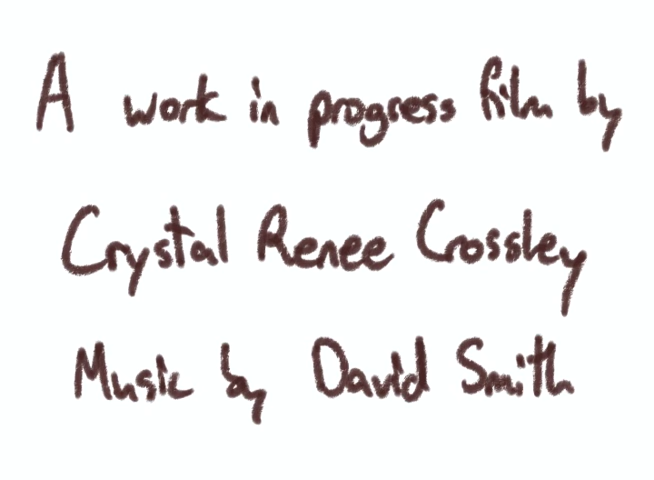 A work in progress film by
Crystal Renee Crossley
Music by David Smith